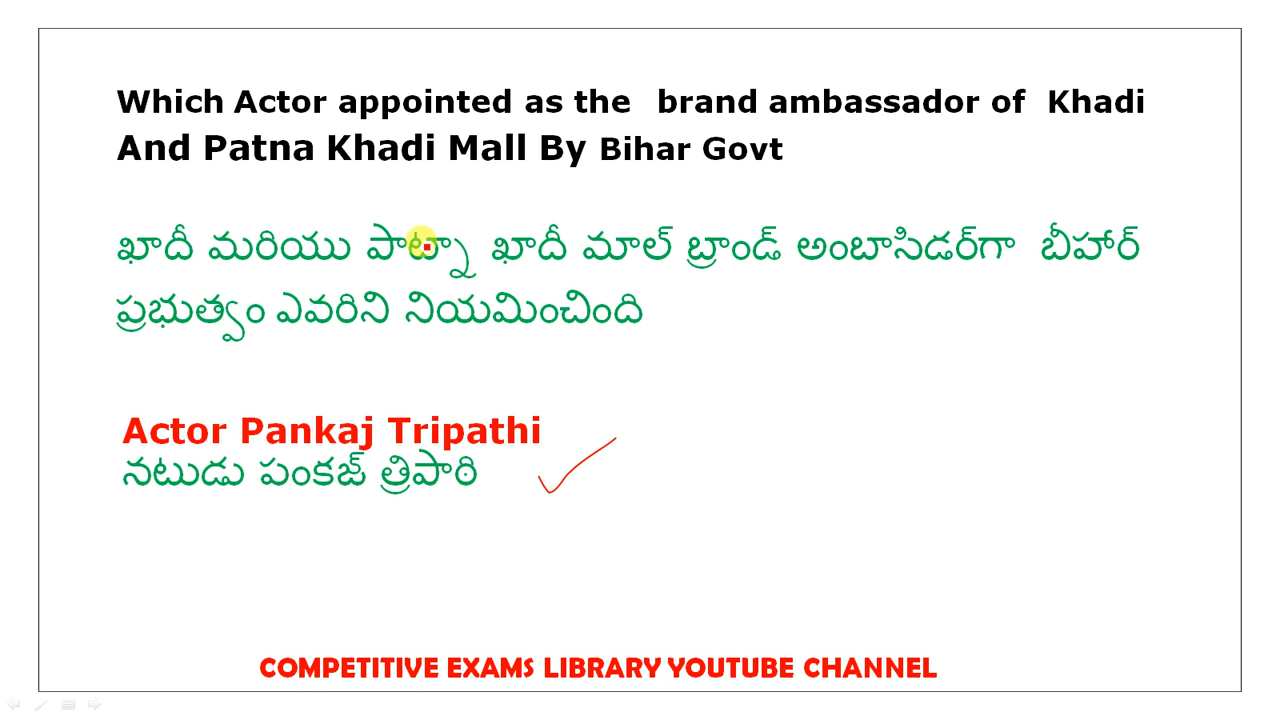 Which Actor appointed as the brand ambassador of Khadi
And Patna Khadi Mall By Bihar Govt
ఖాదీ మరియు పాట్నా ఖాదీ మాల్ బ్రాండ్ అంబాసిడర్‌గా బీహార్
ప్రభుత్వం ఎవరిని నియమించింది
Actor Pankaj Tripathi
నటుడు పంకజ్ త్రిపాఠి
COMPETITIVE EXAMS LIBRARY YOUTUBE CHANNEL